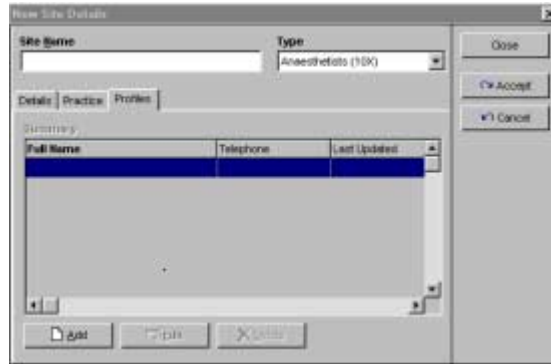 New Site Details
Site Name
Type
Anaesthetists (10X)
Close
Accept
Cancel
Details Practice Profiles
Summary
Full Name Telephone Last Updated
Add Edit Delete